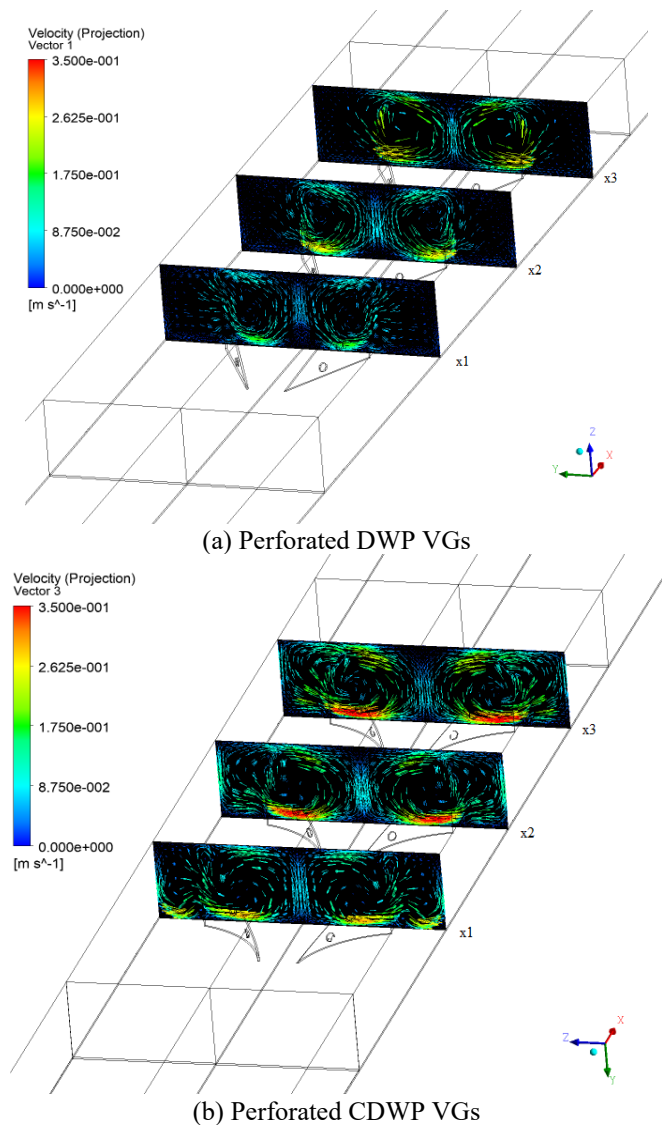 Velocity (Projection)
Vector 1
3.500e-001
2.625e-001
1.750e-001
8.750e-002
0.000e+000
[m s^-1]
x3
x2
x1
Z
X
Y
(a) Perforated DWP VGs
Velocity (Projection)
Vector 3
3.500e-001
2.625e-001
1.750e-001
8.750e-002
0.000e+000
[m s^-1]
x3
x2
x1
X
Z
Y
(b) Perforated CDWP VGs